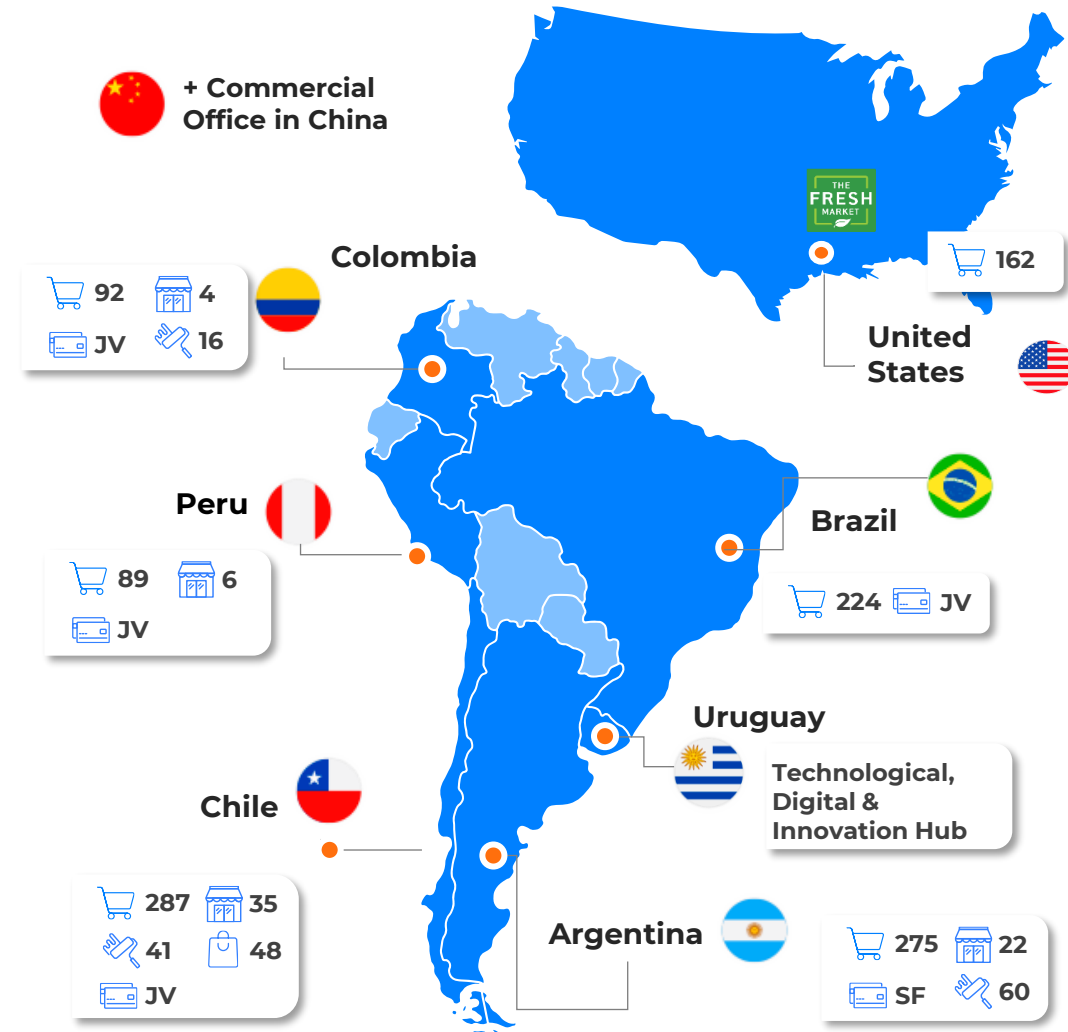 + Commercial
Office in China
THE
FRESH
MARKET
162
United
States
Colombia
92 4
JV 16
Peru
89 6
JV
Brazil
224 JV
Uruguay
Technological,
Digital &
Innovation Hub
Chile
287 35
41 48
JV
Argentina
275 22
SF 60